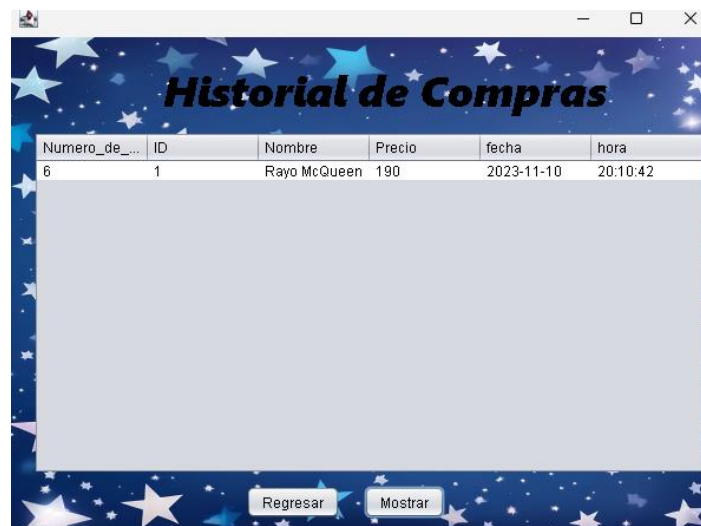 Historial de Compras
Numero_de_... ID Nombre Precio fecha hora
6 1 Rayo McQueen 190 2023-11-10 20:10:42
Regresar Mostrar